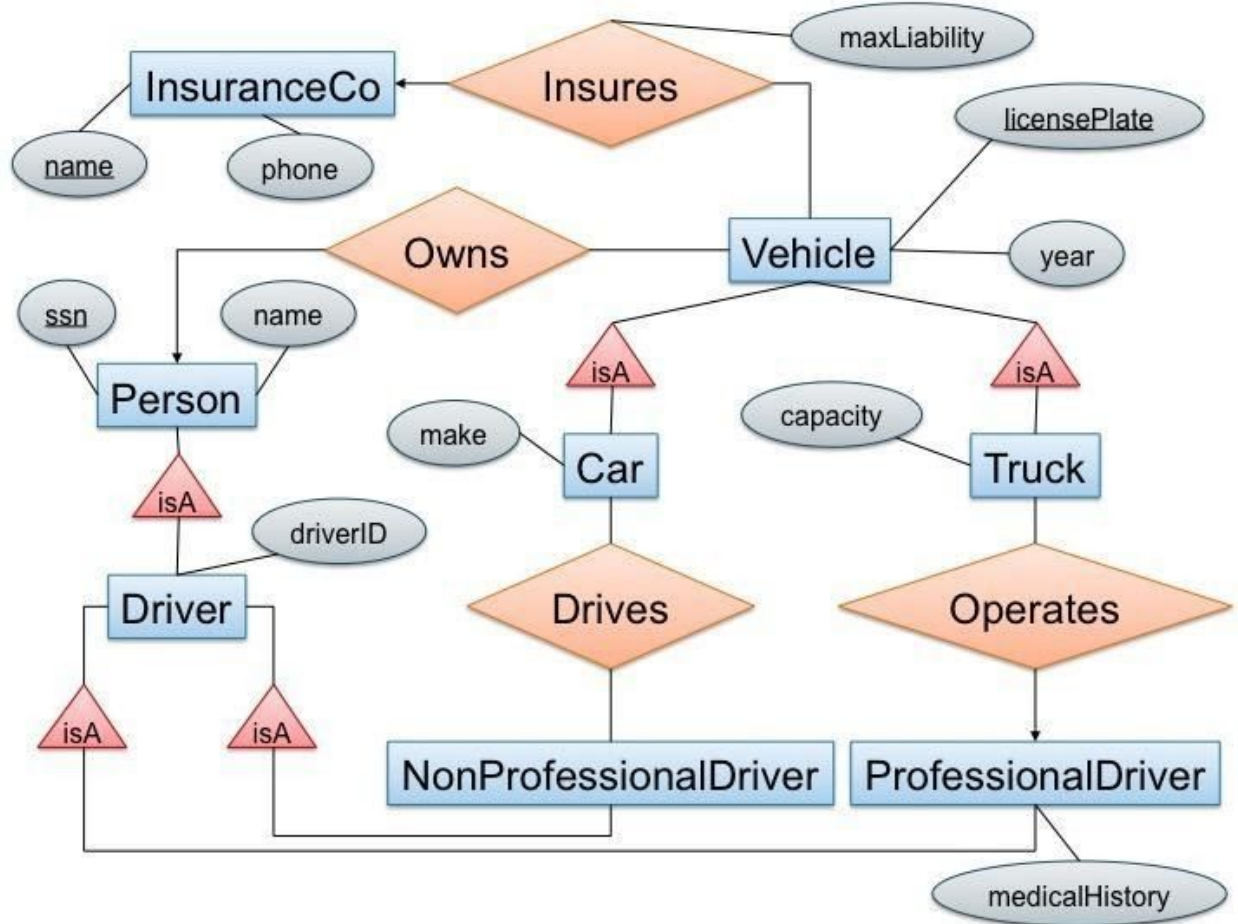 maxLiability
InsuranceCo
Insures
licensePlate
name
phone
Owns
Vehicle
year
ssn
name
isA
isA
Person
make
capacity
Car
Truck
isA
driverID
Driver
Drives
Operates
isA
isA
NonProfessionalDriver
ProfessionalDriver
medicalHistory